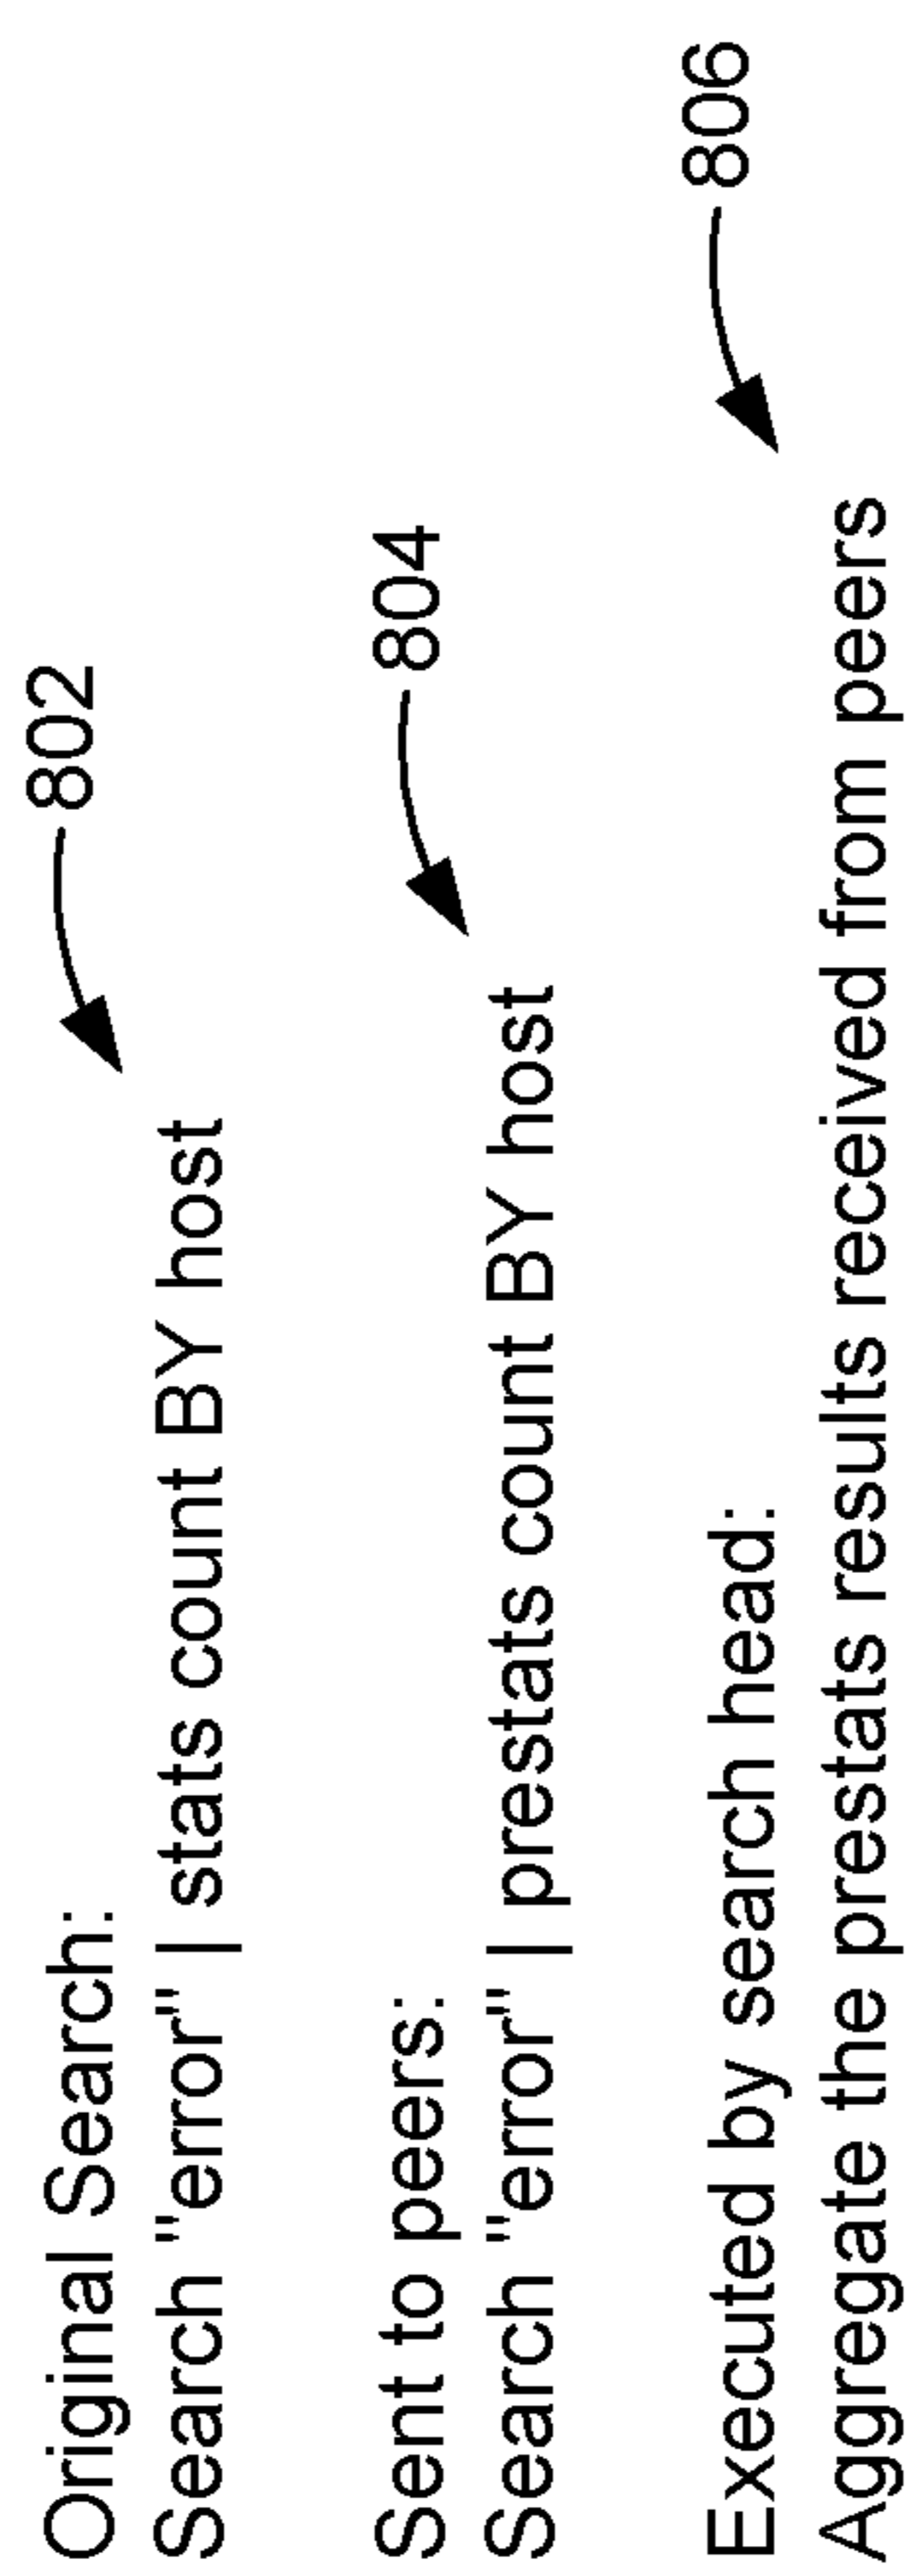 Original Search:
802
Search "error" | stats count BY host
Sent to peers:
804
Search "error" | prestats count BY host
Executed by search head:
806
Aggregate the prestats results received from peers